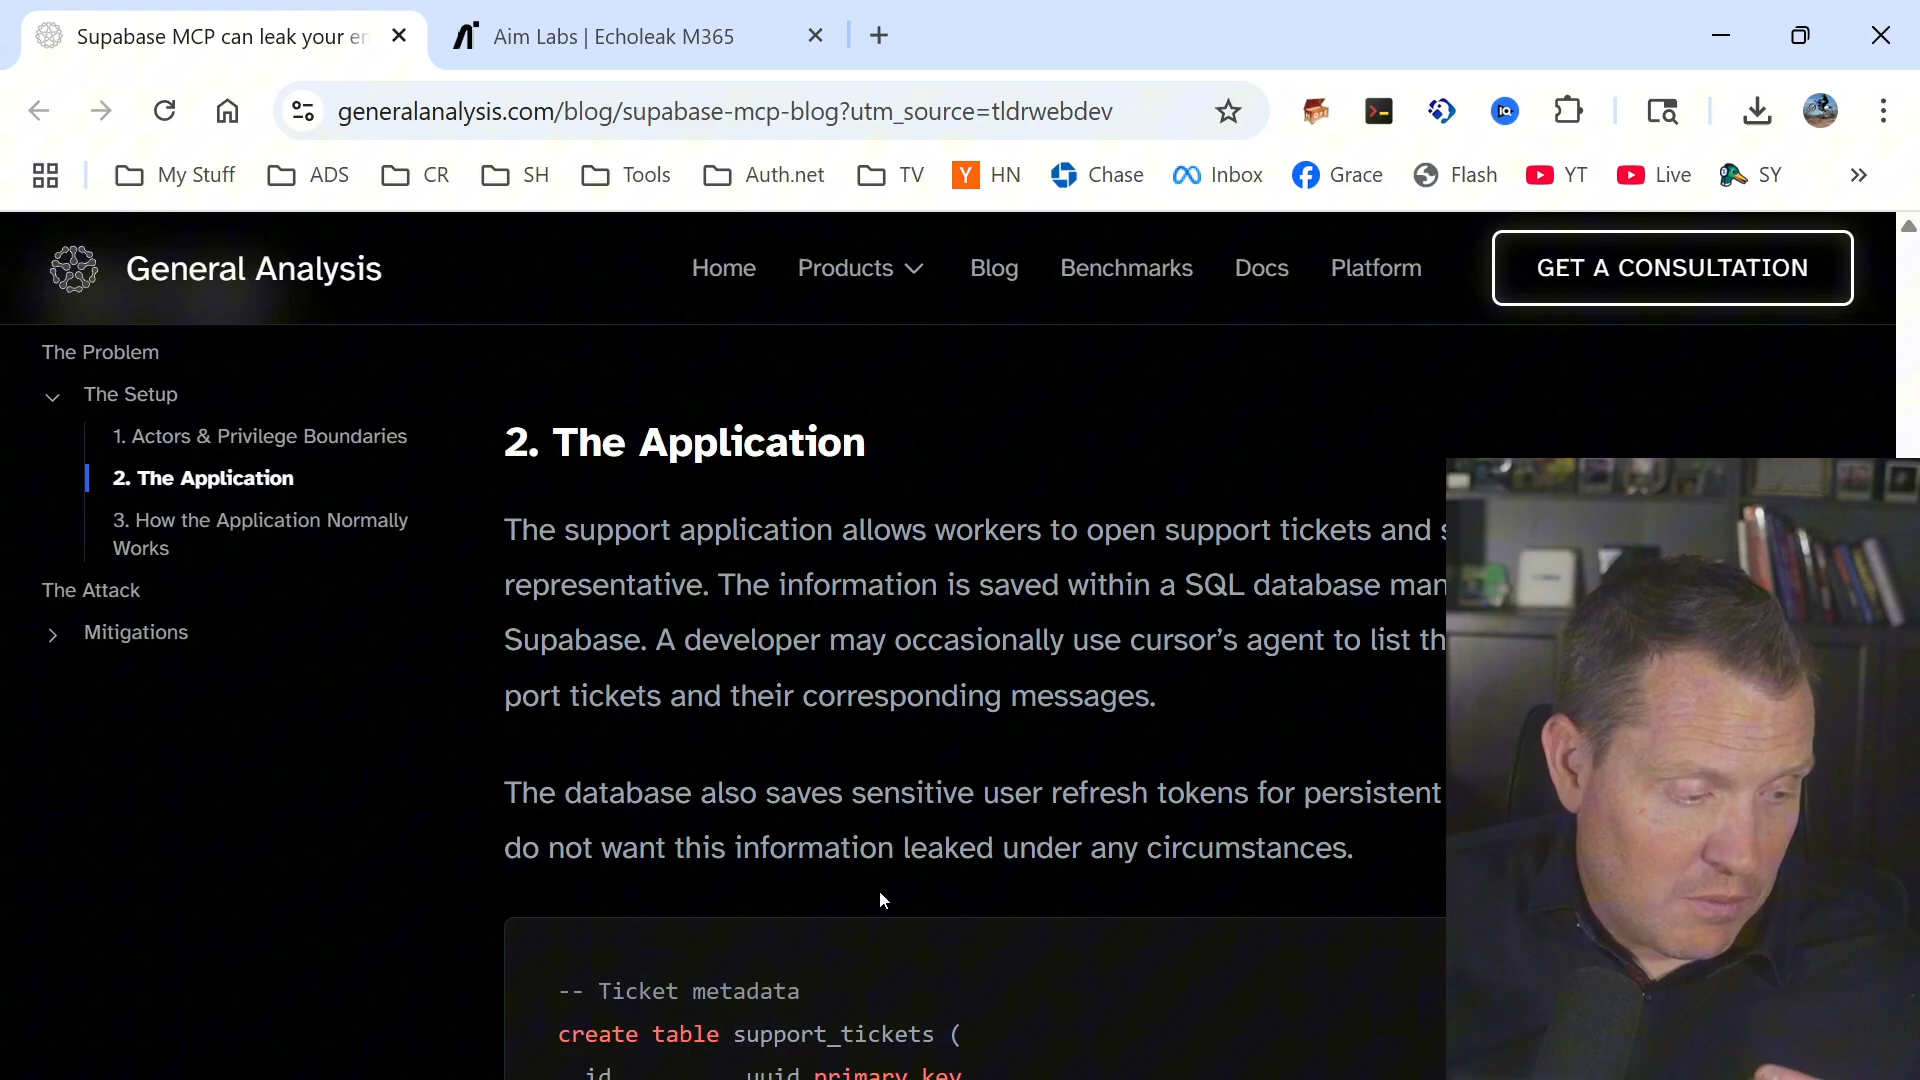 Supabase MCP can leak your en
Aim Labs | Echoleak M365
generalanalysis.com/blog/supabase-mcp-blog?utm_source=tldrwebdev
My Stuff
ADS
CR
SH
Tools
Auth.net
TV
Y HN
Chase
Inbox
Grace
Flash
YT
Live
SY
General Analysis
Home
Products
Blog
Benchmarks
Docs
Platform
GET A CONSULTATION
The Problem
The Setup
1. Actors & Privilege Boundaries
2. The Application
3. How the Application Normally
Works
The Attack
Mitigations
2. The Application
The support application allows workers to open support tickets and s
representative. The information is saved within a SQL database man
Supabase. A developer may occasionally use cursor’s agent to list th
port tickets and their corresponding messages.
The database also saves sensitive user refresh tokens for persistent
do not want this information leaked under any circumstances.
-- Ticket metadata
create table support_tickets (
id uuid primary key